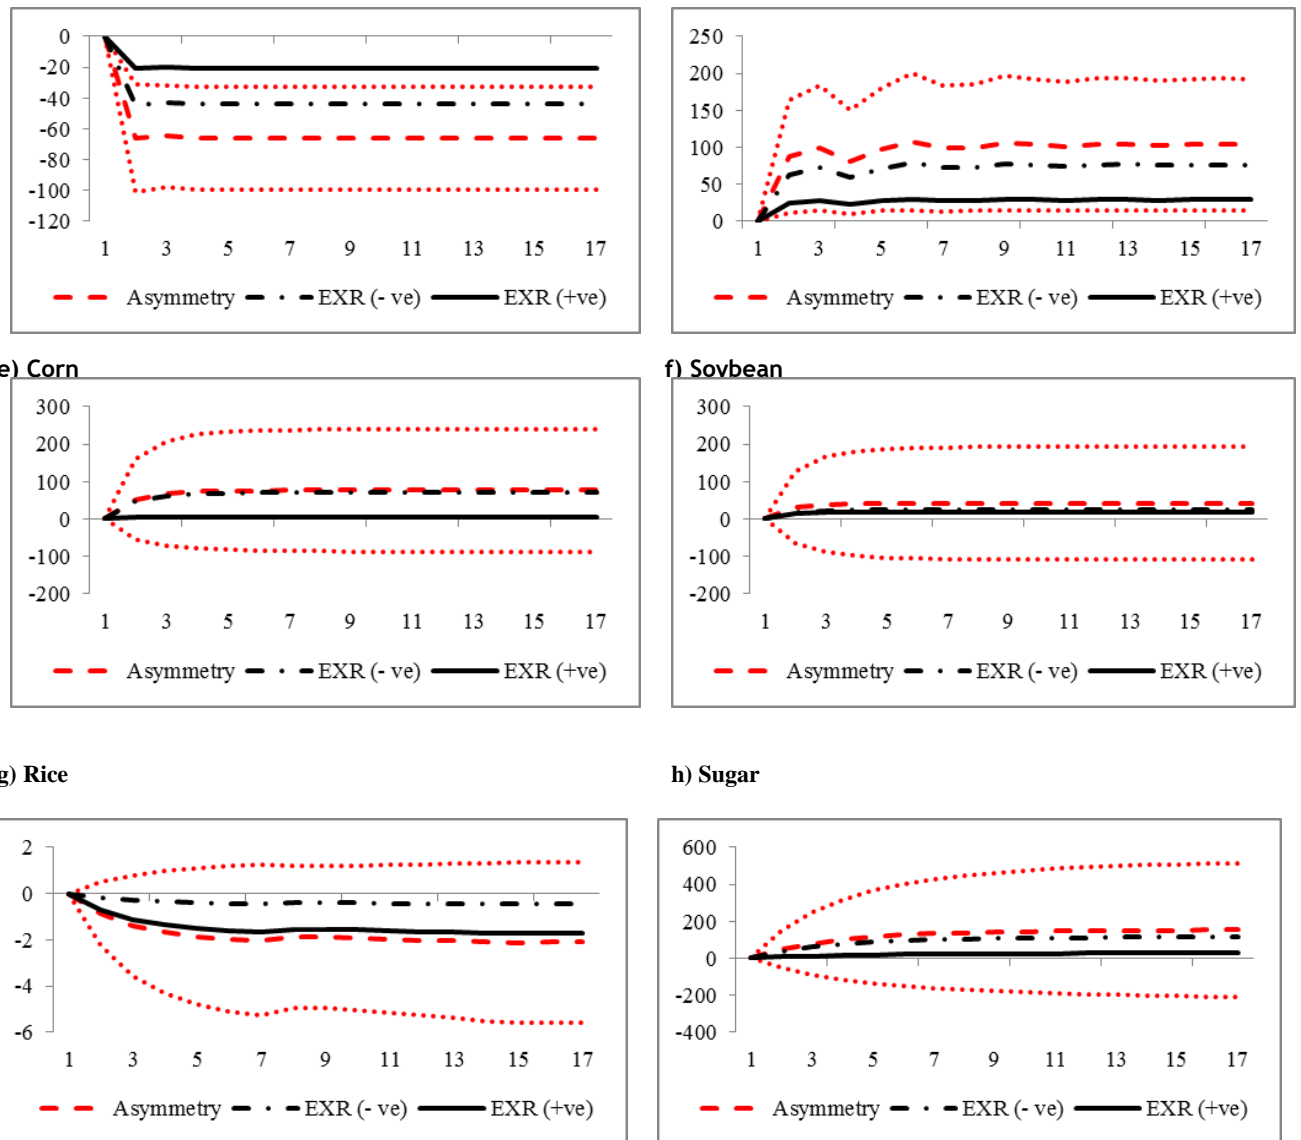 0
-20
-40
-60
-80
-100
-120
1 3 5 7 9 11 13 15 17
Asymmetry EXR (- ve) EXR (+ve)
250
200
150
100
50
0
1 3 5 7 9 11 13 15 17
Asymmetry EXR (- ve) EXR (+ve)
e) Corn
f) Soybean
300
200
100
0
-100
-200
1 3 5 7 9 11 13 15 17
Asymmetry EXR (- ve) EXR (+ve)
300
200
100
0
-100
-200
1 3 5 7 9 11 13 15 17
Asymmetry EXR (- ve) EXR (+ve)
g) Rice
h) Sugar
2
0
-2
-4
-6
1 3 5 7 9 11 13 15 17
Asymmetry EXR (- ve) EXR (+ve)
600
400
200
0
-200
-400
1 3 5 7 9 11 13 15 17
Asymmetry EXR (- ve) EXR (+ve)